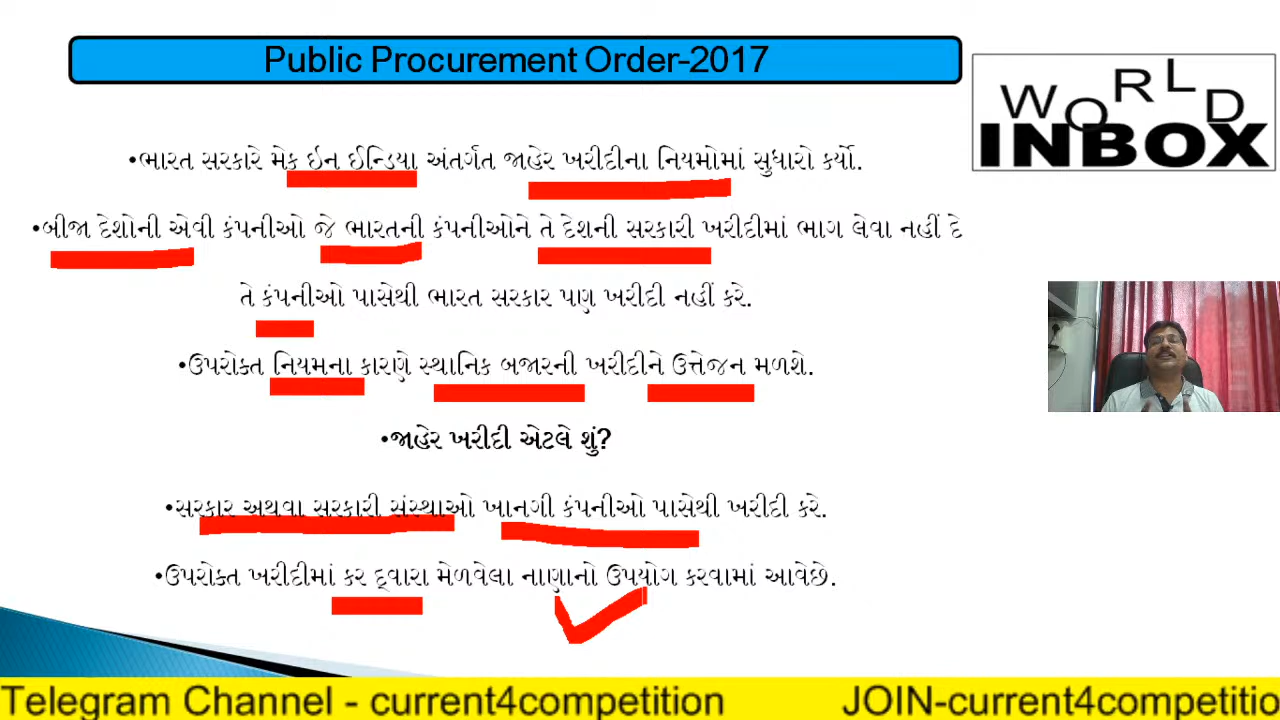 Public Procurement Order-2017
WORLD
INBOX
•ભારત સરકારે મેક ઇન ઈન્ડિયા અંતર્ગત જાહેર ખરીદીના નિયમોમાં સુધારો કર્યો.
•બીજા દેશોની એવી કંપનીઓ જે ભારતની કંપનીઓને તે દેશની સરકારી ખરીદીમાં ભાગ લેવા નહીં દે
તે કંપનીઓ પાસેથી ભારત સરકાર પણ ખરીદી નહીં કરે.
•ઉપરોક્ત નિયમના કારણે સ્થાનિક બજારની ખરીદીને ઉત્તેજન મળશે.
•જાહેર ખરીદી એટલે શું?
•સરકાર અથવા સરકારી સંસ્થાઓ ખાનગી કંપનીઓ પાસેથી ખરીદી કરે.
•ઉપરોક્ત ખરીદીમાં કર દ્વારા મેળવેલા નાણાનો ઉપયોગ કરવામાં આવેછે.
Telegram Channel - current4competition JOIN-current4competitio